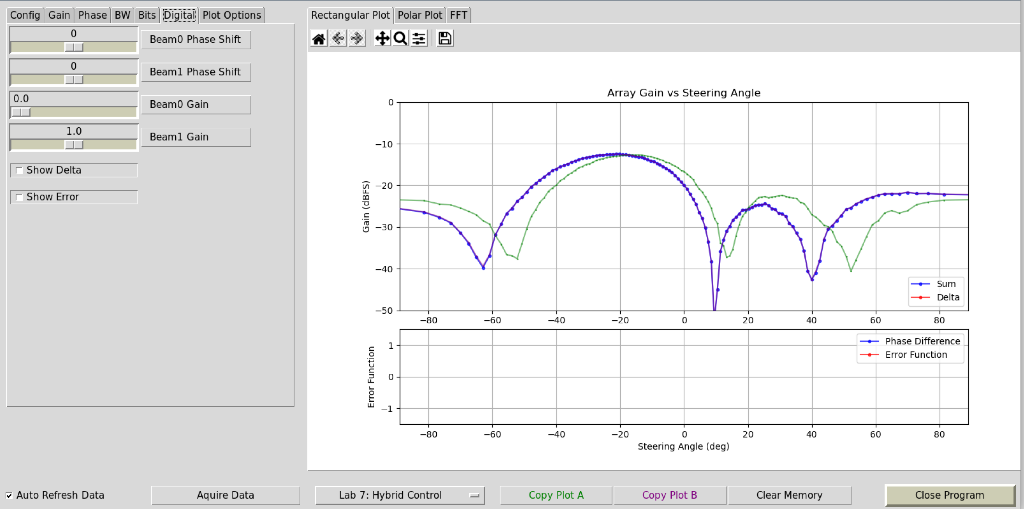 Config Gain Phase BW Bits Digital Plot Options
0
Beam0 Phase Shift
0
Beam1 Phase Shift
0.0
Beam0 Gain
1.0
Beam1 Gain
Show Delta
Show Error
Rectangular Plot Polar Plot FFT
Array Gain vs Steering Angle
Gain (dBFS)
0
−10
−20
−30
−40
−50
Sum
Delta
−80 −60 −40 −20 0 20 40 60 80
Error Function
1
0
−1
Phase Difference
Error Function
−80 −60 −40 −20 0 20 40 60 80
Steering Angle (deg)
Auto Refresh Data Aquire Data Lab 7: Hybrid Control Copy Plot A Copy Plot B Clear Memory Close Program